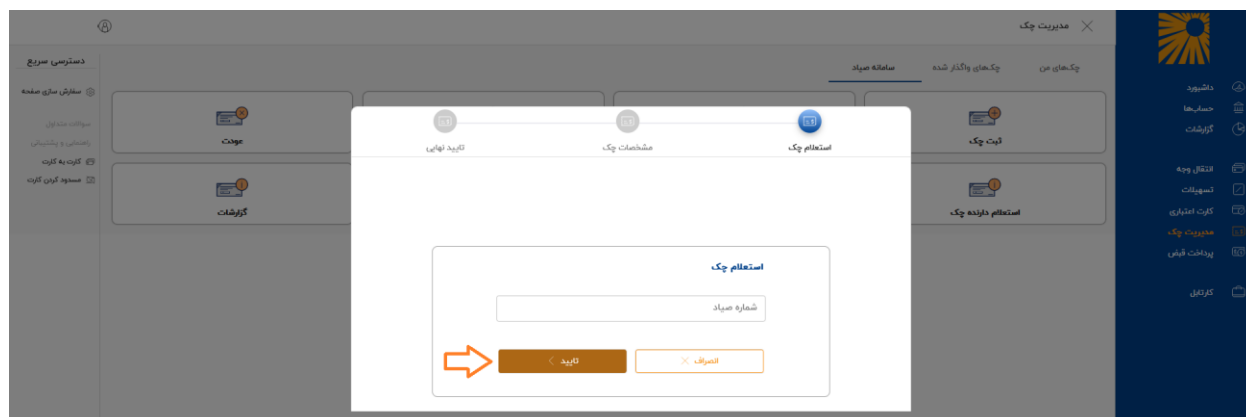 مدیریت چک
داشبورد
حساب‌ها
گزارشات
انتقال وجه
تسهیلات
کارت اعتباری
مدیریت چک
پرداخت قبض
کارتابل
چک‌های من
چک‌های واگذار شده
سامانه صیاد
ثبت چک
عودت
استعلام دارنده چک
گزارشات
استعلام چک
مشخصات چک
تایید نهایی
استعلام چک
شماره صیاد
انصراف
تایید
دسترسی سریع
سفارش سازی صفحه
سوالات متداول
راهنمایی و پشتیبانی
کارت به کارت
مسدود کردن کارت